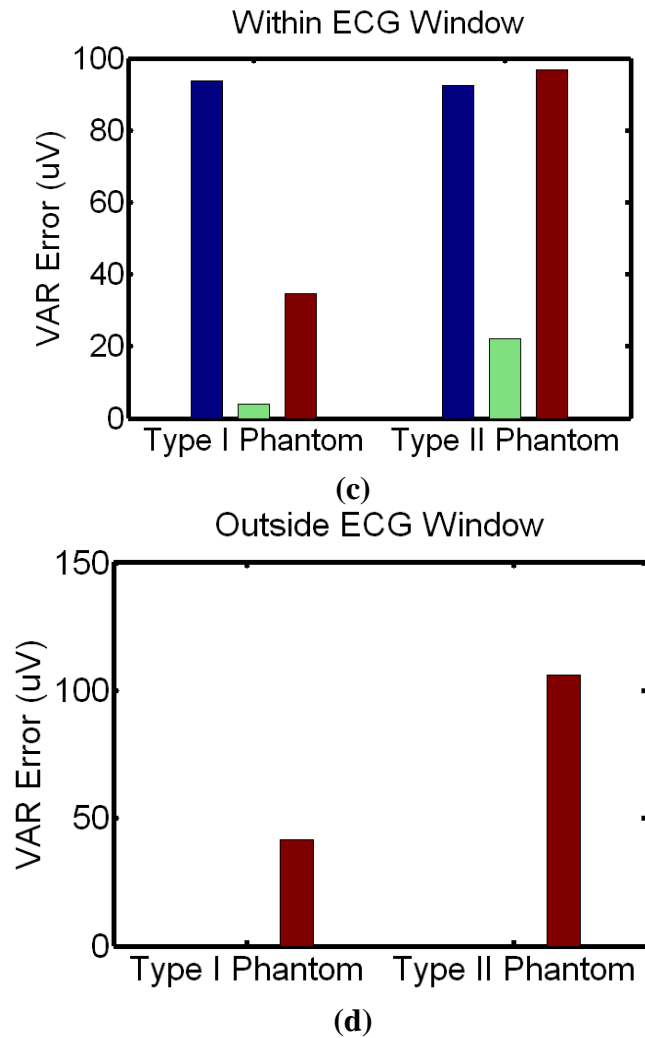 Within ECG Window
100
80
60
40
20
0
VAR Error (uV)
Type I Phantom Type II Phantom
(c)
Outside ECG Window
150
100
50
0
VAR Error (uV)
Type I Phantom Type II Phantom
(d)